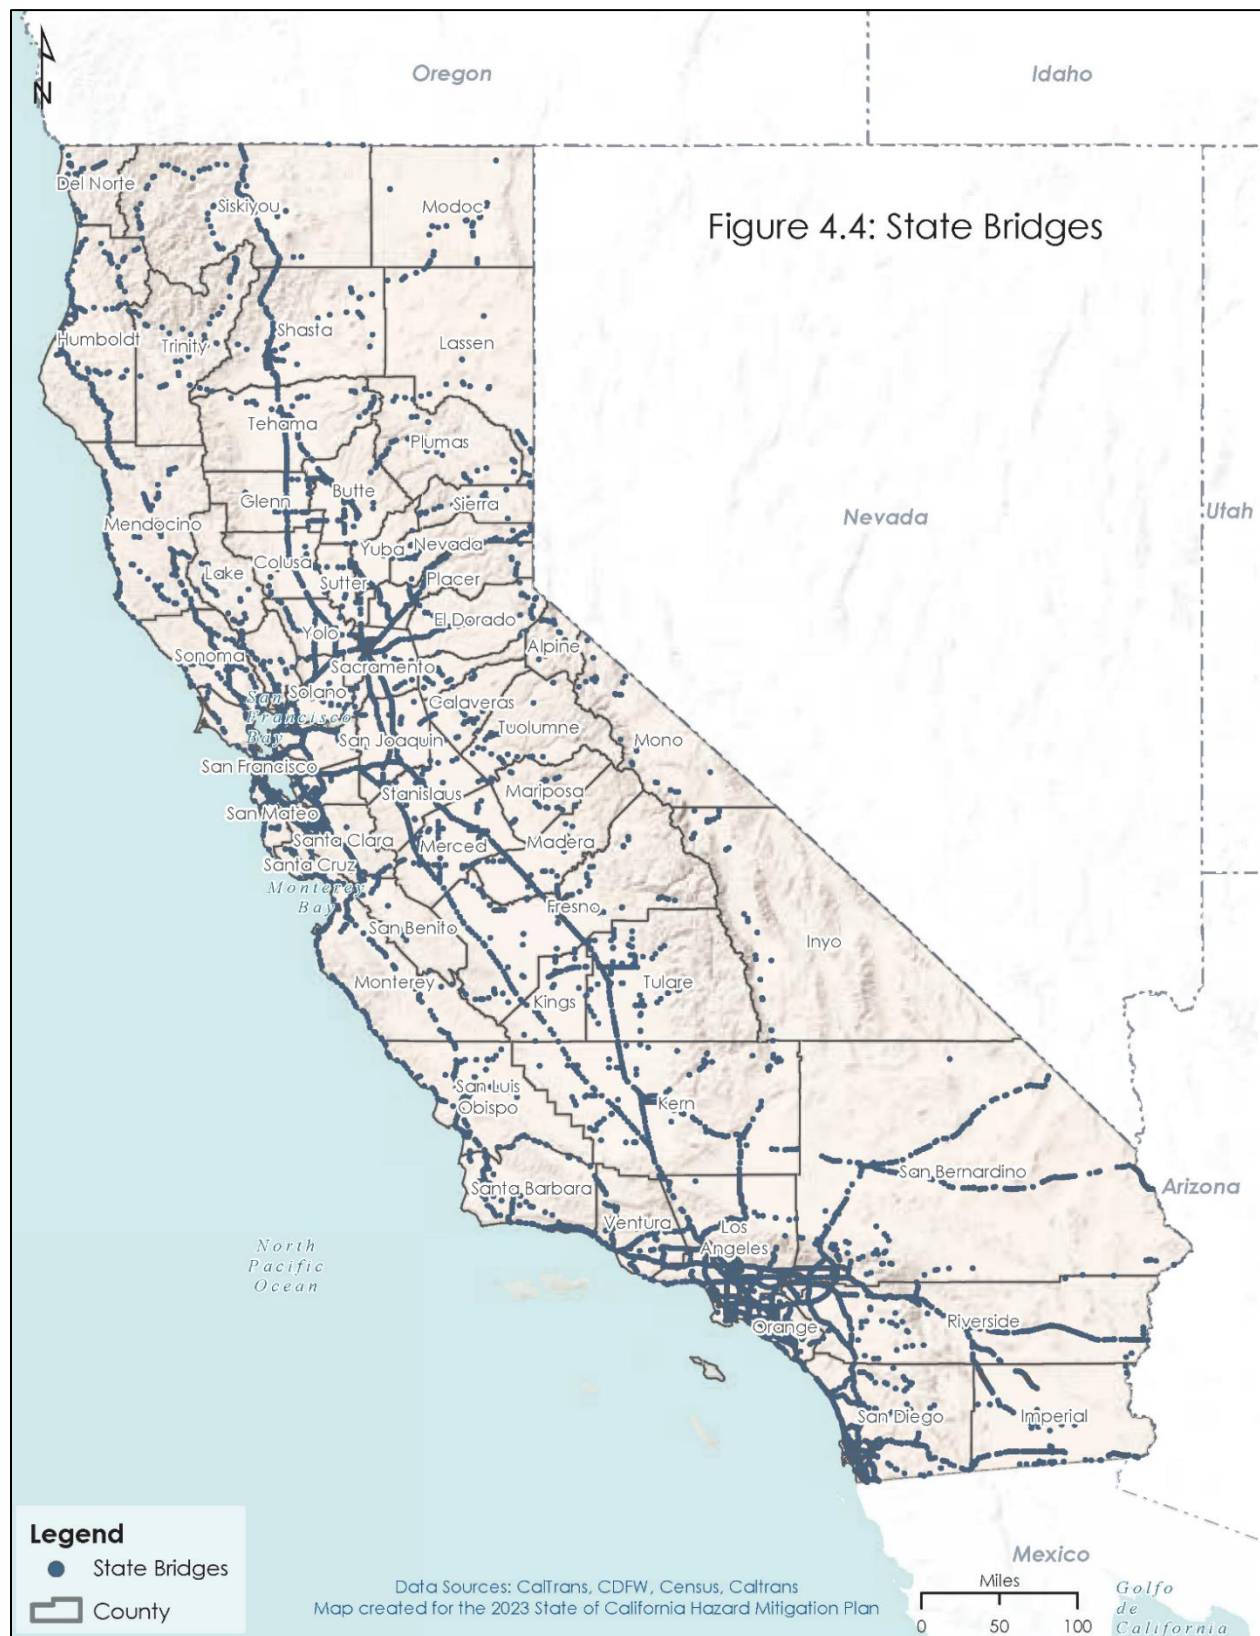 Oregon
Idaho
N
Del Norte
Siskiyou
Modoc
Figure 4.4: State Bridges
Humboldt
Trinity
Shasta
Lassen
Tehama
Plumas
Butte
Glenn
Sierra
Mendocino
Nevada
Utah
Colusa
Yuba
Nevada
Lake
Sutter
Placer
El Dorado
Yolo
Alpine
Sonoma
Sacramento
Solano
San
Francisco
Bay
Calaveras
Tuolumne
San Joaquin
Mono
San Francisco
Stanislaus
Mariposa
San Mateo
Santa Clara
Merced
Madera
Santa Cruz
Monterey
Bay
Fresno
San Benito
Inyo
Monterey
Kings
Tulare
San Luis
Obispo
Kern
San Bernardino
Arizona
Santa Barbara
Ventura
Los
Angeles
North
Pacific
Ocean
Orange
Riverside
San Diego
Imperial
Legend
State Bridges
County
Data Sources: CalTrans, CDFW, Census, Caltrans
Map created for the 2023 State of California Hazard Mitigation Plan
Mexico
Miles
0 50 100
Golfo
de
California